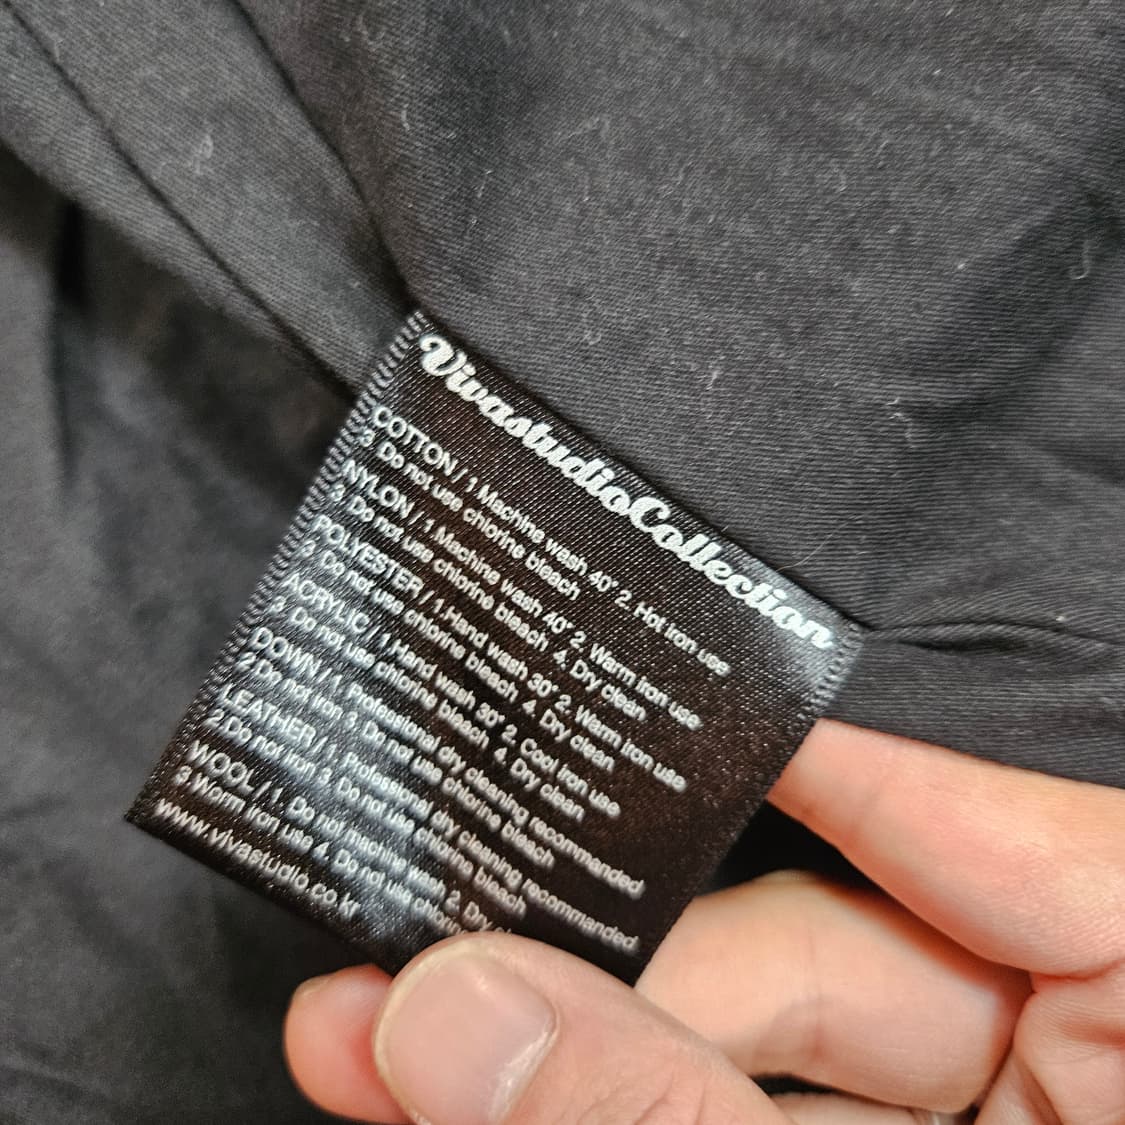 VivastudioCollection
COTTON / 1 Machine wash 40° 2. Hot iron use
3. Do not use chlorine bleach
NYLON / 1 Machine wash 40° 2. Warm iron use
3. Do not use chlorine bleach 4. Dry clean
POLYESTER / 1.Hand wash 30° 2. Warm iron use
3. Do not use chlorine bleach 4. Dry clean
ACRYLIC / 1.Hand wash 30° 2. Cool iron use
3. Do not use chlorine bleach 4. Dry clean
DOWN / 1. Professional dry cleaning recommended
2.Do not iron 3. Do not use chlorine bleach
LEATHER / 1. Professional dry cleaning recommanded
2.Do not iron 3. Do not use chlorine bleach
WOOL / 1. Do not machine wash 2. Dry
3. Worm iron use 4. Do not use
www.vivastudio.co.kr